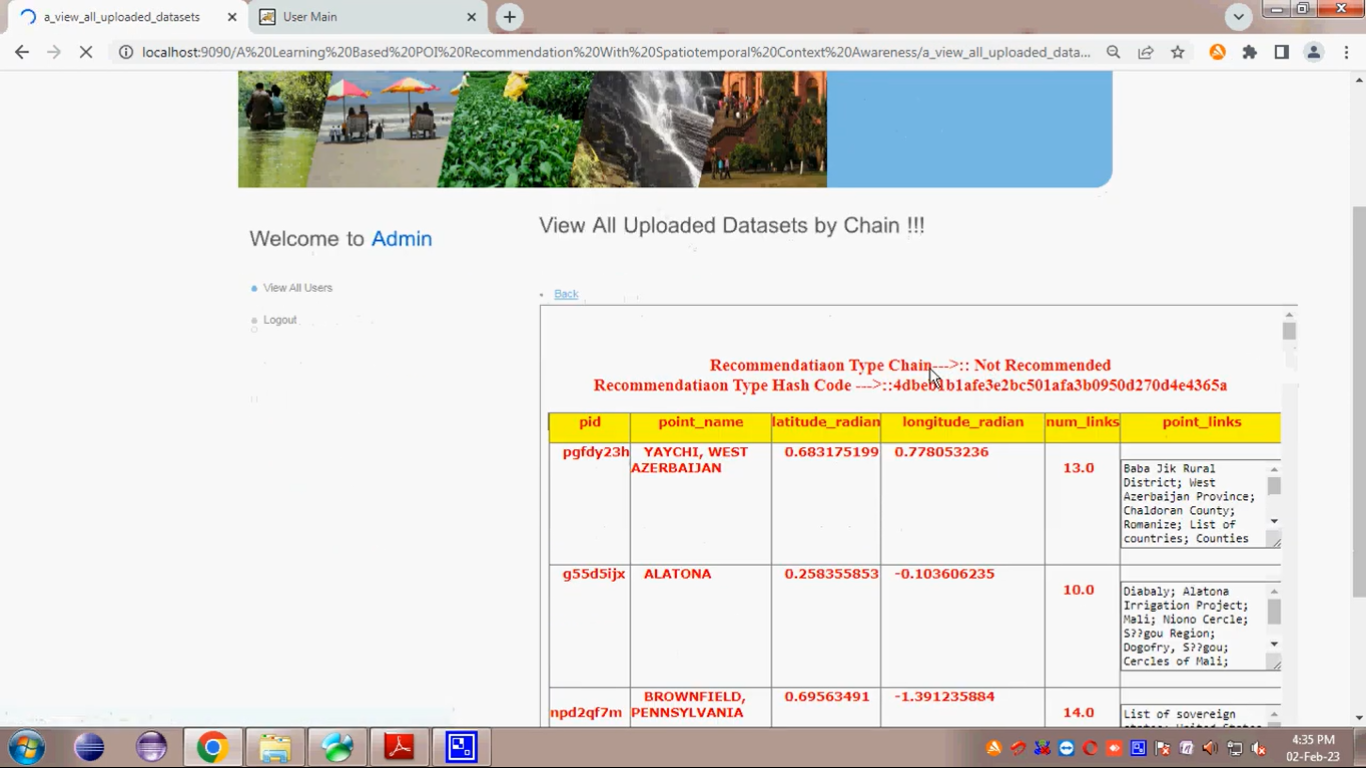 a_view_all_uploaded_datasets
User Main
localhost:9090/A%20Learning%20Based%20POI%20Recommendation%20With%20Spatiotemporal%20Context%20Awareness/a_view_all_uploaded_data...
View All Uploaded Datasets by Chain !!!
Welcome to Admin
View All Users
Logout
Back
Recommendatiaon Type Chain--->:: Not Recommended
Recommendatiaon Type Hash Code --->::4dbeb1b1afe3e2bc501afa3b0950d270d4e4365a
pid point_name latitude_radian longitude_radian num_links point_links
pgfdy23h YAYCHI, WEST AZERBAIJAN 0.683175199 0.778053236 13.0
Baba Jik Rural
District; West
Azerbaijan Province;
Chaldoran County;
Romanize; List of
countries; Counties
g55d5ijx ALATONA 0.258355853 -0.103606235 10.0
Diabaly; Alatona
Irrigation Project;
Mali; Niono Cercle;
S??gou Region;
Dogofry, S??gou;
Cercles of Mali;
npd2qf7m BROWNFIELD, PENNSYLVANIA 0.69563491 -1.391235884 14.0
List of sovereign
4:35 PM
02-Feb-23